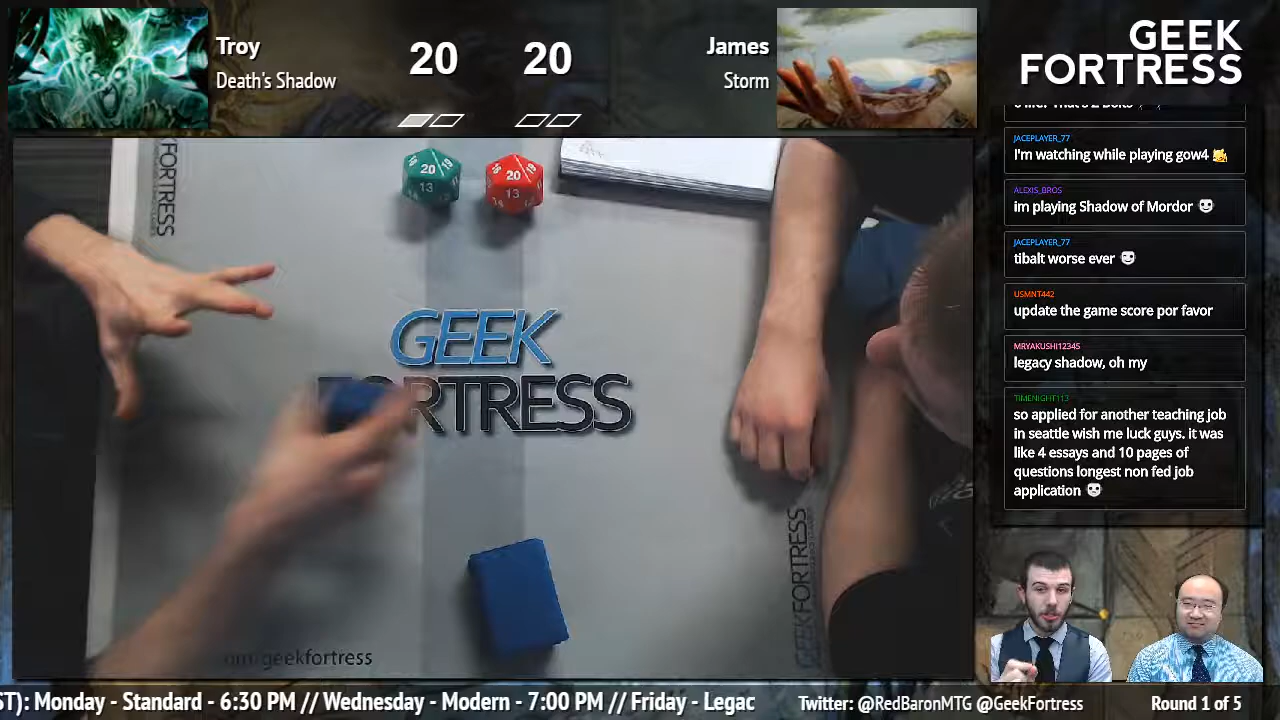 Troy
Death's Shadow
20
20
James
Storm
GEEK
FORTRESS
JACEPLAYER_77
I'm watching while playing gow4
ALEXIS_BROS
im playing Shadow of Mordor
JACEPLAYER_77
tibalt worse ever
USMNT442
update the game score por favor
MRYAKUSHI12345
legacy shadow, oh my
TIMENIGHT113
so applied for another teaching job
in seattle wish me luck guys. it was
like 4 essays and 10 pages of
questions longest non fed job
application
FORTRESS
20
19
13
20
13
GEEK
RTRESS
GEEKFORTRESS
om/geekfortress
ST): Monday - Standard - 6:30 PM // Wednesday - Modern - 7:00 PM // Friday - Legac
Twitter: @RedBaronMTG @GeekFortress
Round 1 of 5